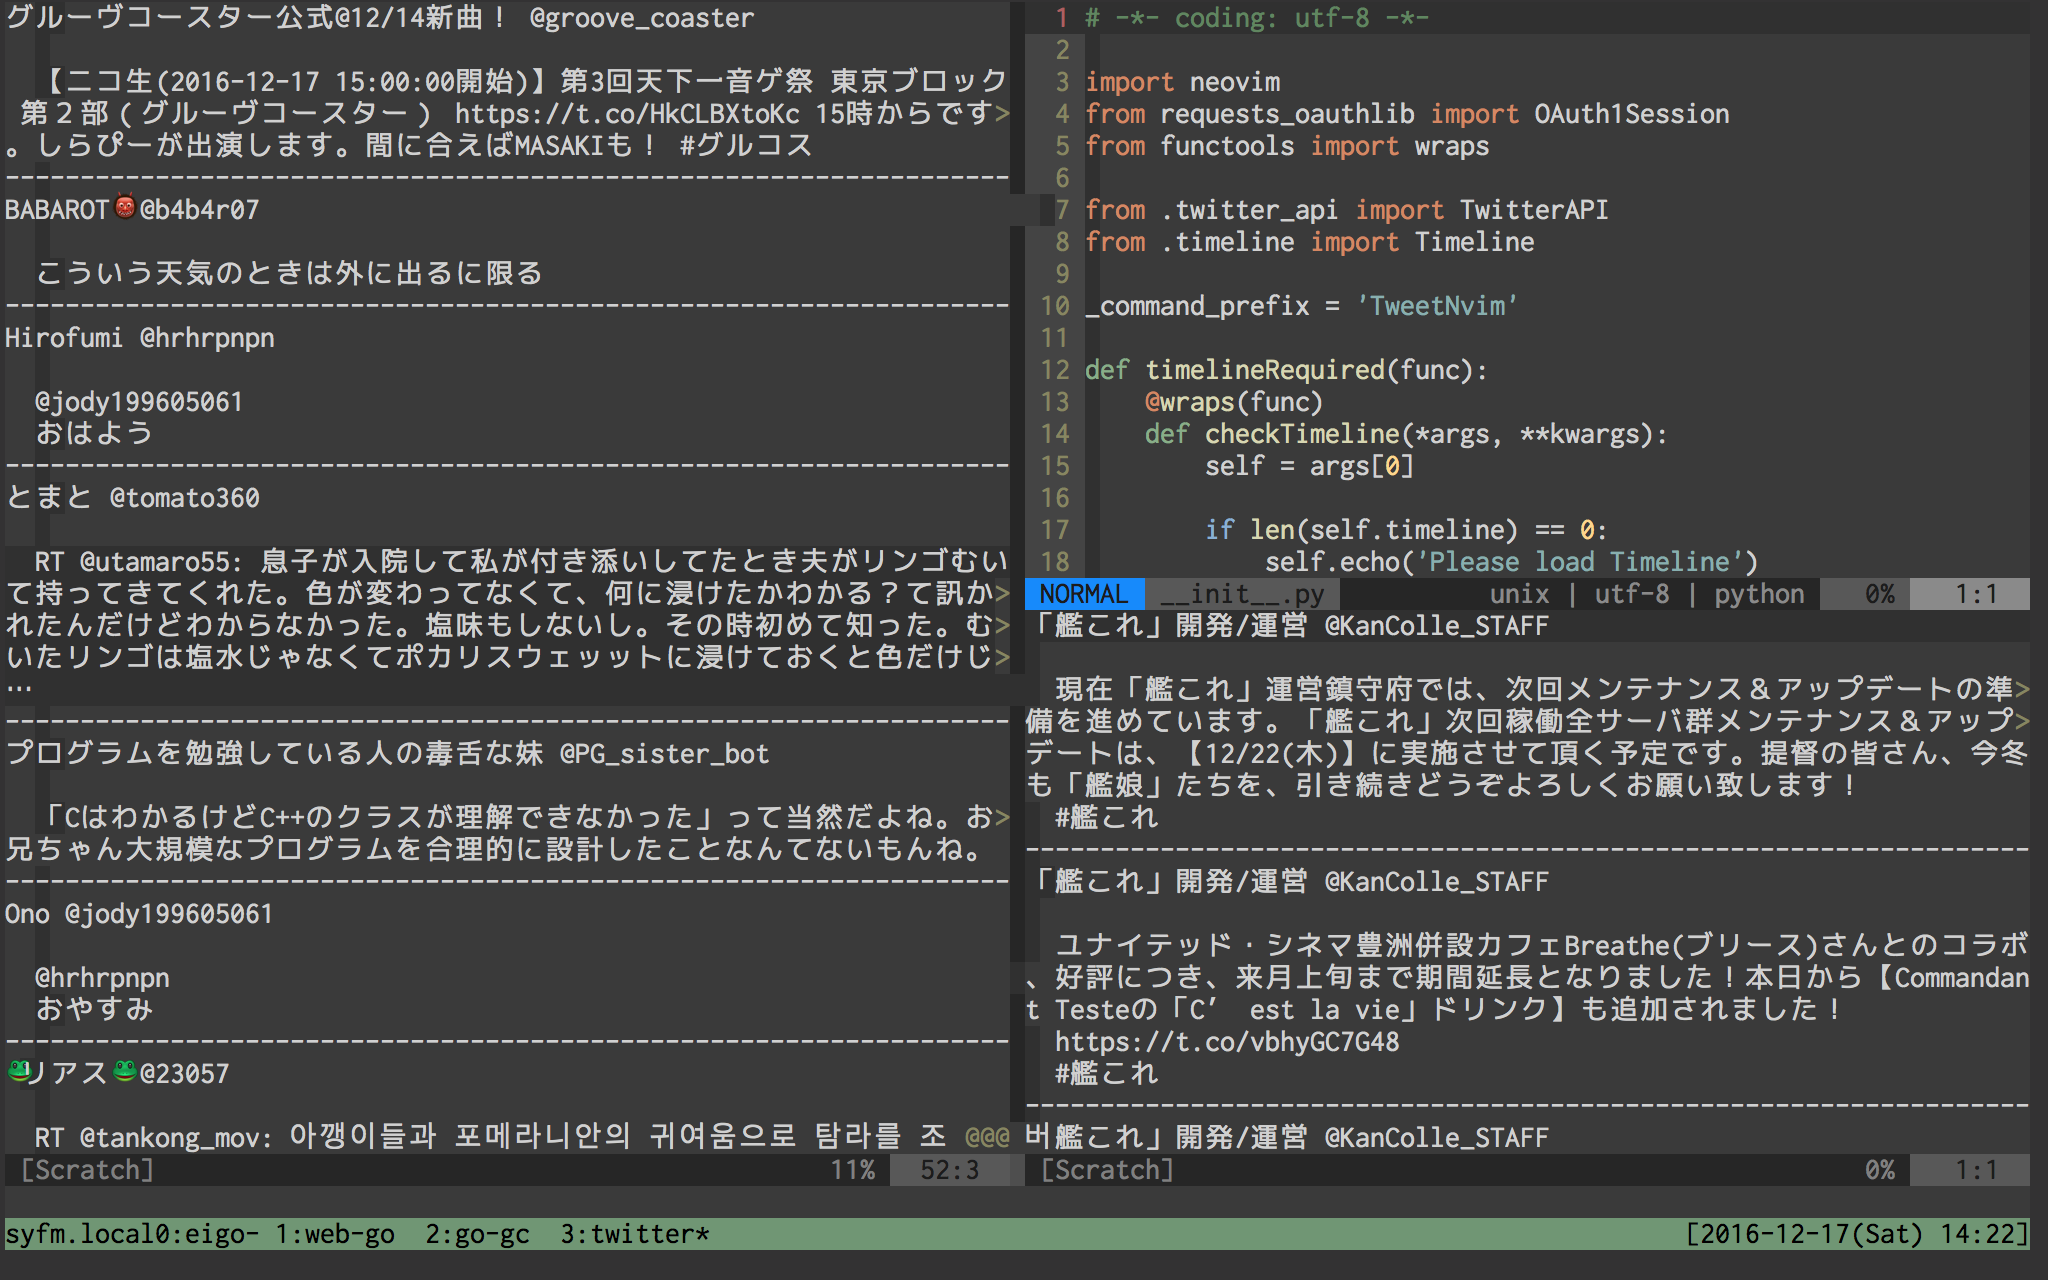 グルーヴコースター公式@12/14新曲！ @groove_coaster
【ニコ生(2016-12-17 15:00:00開始)】第3回天下一音ゲ祭 東京ブロック
第２部（グルーヴコースター） https://t.co/HkCLBXtoKc 15時からです>
。しらぴーが出演します。間に合えばMASAKIも！ #グルコス
-------------------------------------------------------------------
BABAROT👹@b4b4r07
こういう天気のときは外に出るに限る
-------------------------------------------------------------------
Hirofumi @hrhrpnpn
@jody199605061
おはよう
-------------------------------------------------------------------
とまと @tomato360
RT @utamaro55: 息子が入院して私が付き添いしてたとき夫がリンゴむい
て持ってきてくれた。色が変わってなくて、何に浸けたかわかる？て訊か>
れたんだけどわからなかった。塩味もしないし。その時初めて知った。む>
いたリンゴは塩水じゃなくてポカリスウェッットに浸けておくと色だけじ>
…
-------------------------------------------------------------------
プログラムを勉強している人の毒舌な妹 @PG_sister_bot
「CはわかるけどC++のクラスが理解できなかった」って当然だよね。お>
兄ちゃん大規模なプログラムを合理的に設計したことなんてないもんね。
-------------------------------------------------------------------
Ono @jody199605061
@hrhrpnpn
おやすみ
-------------------------------------------------------------------
🐸リアス🐸@23057
RT @tankong_mov: 아깽이들과 포메라니안의 귀여움으로 탐라를 조 @@@
[Scratch] 11% 52:3
1 # -*- coding: utf-8 -*-
2
3 import neovim
4 from requests_oauthlib import OAuth1Session
5 from functools import wraps
6
7 from .twitter_api import TwitterAPI
8 from .timeline import Timeline
9
10 _command_prefix = 'TweetNvim'
11
12 def timelineRequired(func):
13     @wraps(func)
14     def checkTimeline(*args, **kwargs):
15         self = args[0]
16
17         if len(self.timeline) == 0:
18             self.echo('Please load Timeline')
NORMAL __init__.py unix | utf-8 | python 0% 1:1
「艦これ」開発/運営 @KanColle_STAFF
現在「艦これ」運営鎮守府では、次回メンテナンス＆アップデートの準>
備を進めています。「艦これ」次回稼働全サーバ群メンテナンス＆アップ>
デートは、【12/22(木)】に実施させて頂く予定です。提督の皆さん、今冬
も「艦娘」たちを、引き続きどうぞよろしくお願い致します！
#艦これ
-------------------------------------------------------------------
「艦これ」開発/運営 @KanColle_STAFF
ユナイテッド・シネマ豊洲併設カフェBreathe(ブリース)さんとのコラボ
、好評につき、来月上旬まで期間延長となりました！本日から【Commandan
t Testeの「C’ est la vie」ドリンク】も追加されました！
https://t.co/vbhyGC7G48
#艦これ
-------------------------------------------------------------------
버艦これ」開発/運営 @KanColle_STAFF
[Scratch] 0% 1:1
syfm.local0:eigo- 1:web-go  2:go-gc  3:twitter* [2016-12-17(Sat) 14:22]